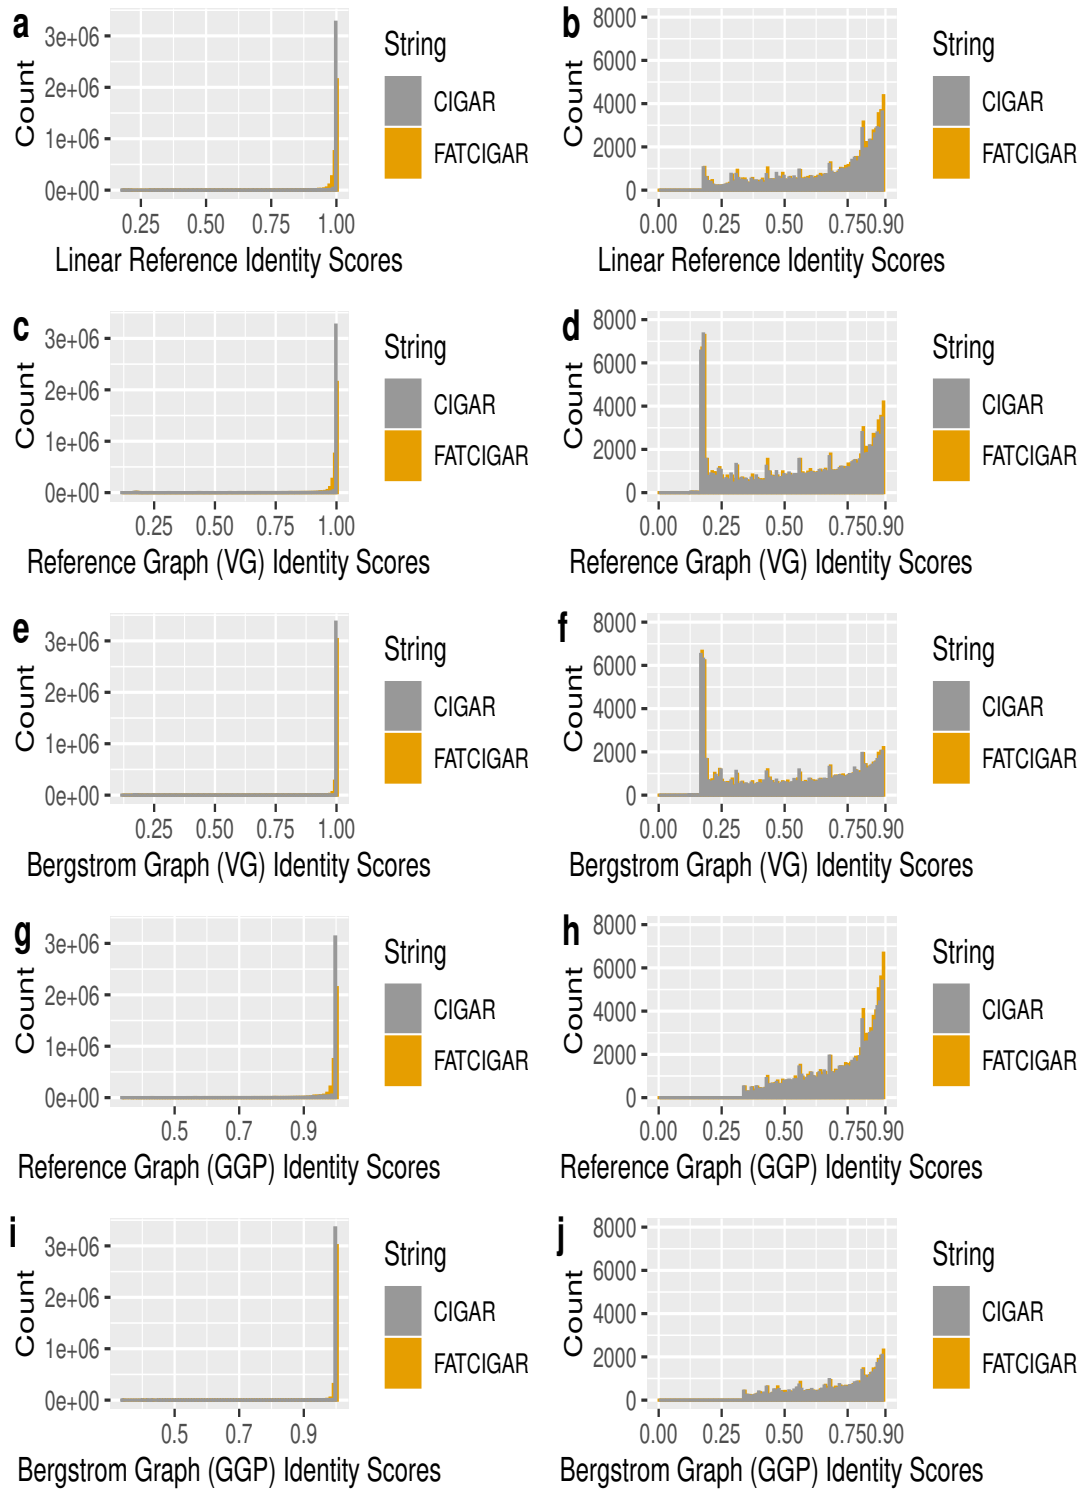 a
3e+06
2e+06
1e+06
0e+00
Count
0.25 0.50 0.75 1.00
Linear Reference Identity Scores
String
CIGAR
FATCIGAR
b
8000
6000
4000
2000
0
Count
0.00 0.25 0.50 0.75 0.90
Linear Reference Identity Scores
String
CIGAR
FATCIGAR
c
3e+06
2e+06
1e+06
0e+00
Count
0.25 0.50 0.75 1.00
Reference Graph (VG) Identity Scores
String
CIGAR
FATCIGAR
d
8000
6000
4000
2000
0
Count
0.00 0.25 0.50 0.75 0.90
Reference Graph (VG) Identity Scores
String
CIGAR
FATCIGAR
e
3e+06
2e+06
1e+06
0e+00
Count
0.25 0.50 0.75 1.00
Bergstrom Graph (VG) Identity Scores
String
CIGAR
FATCIGAR
f
8000
6000
4000
2000
0
Count
0.00 0.25 0.50 0.75 0.90
Bergstrom Graph (VG) Identity Scores
String
CIGAR
FATCIGAR
g
3e+06
2e+06
1e+06
0e+00
Count
0.5 0.7 0.9
Reference Graph (GGP) Identity Scores
String
CIGAR
FATCIGAR
h
8000
6000
4000
2000
0
Count
0.00 0.25 0.50 0.75 0.90
Reference Graph (GGP) Identity Scores
String
CIGAR
FATCIGAR
i
3e+06
2e+06
1e+06
0e+00
Count
0.5 0.7 0.9
Bergstrom Graph (GGP) Identity Scores
String
CIGAR
FATCIGAR
j
8000
6000
4000
2000
0
Count
0.00 0.25 0.50 0.75 0.90
Bergstrom Graph (GGP) Identity Scores
String
CIGAR
FATCIGAR